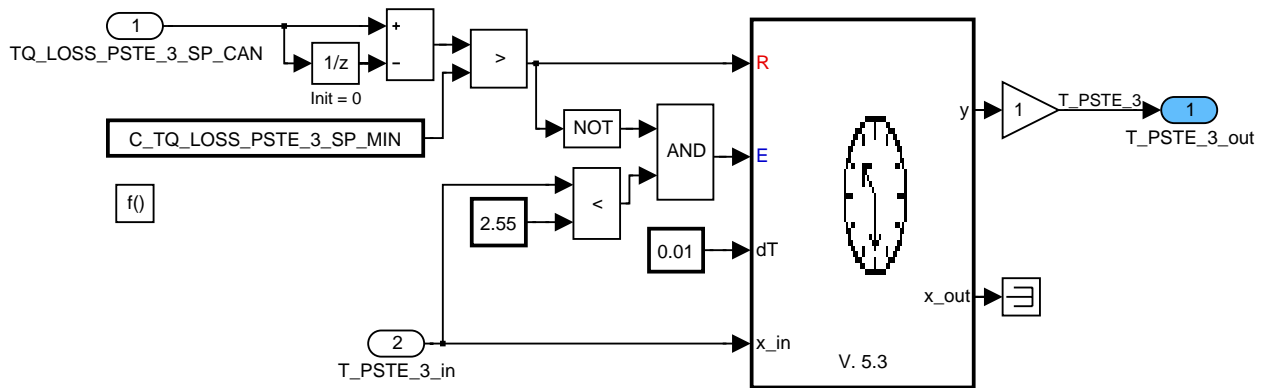 1
TQ_LOSS_PSTE_3_SP_CAN
1/z
Init = 0
+
−
>
C_TQ_LOSS_PSTE_3_SP_MIN
f()
NOT
AND
<
2.55
0.01
2
T_PSTE_3_in
R
E
dT
x_in
y
x_out
V. 5.3
1
T_PSTE_3
1
T_PSTE_3_out